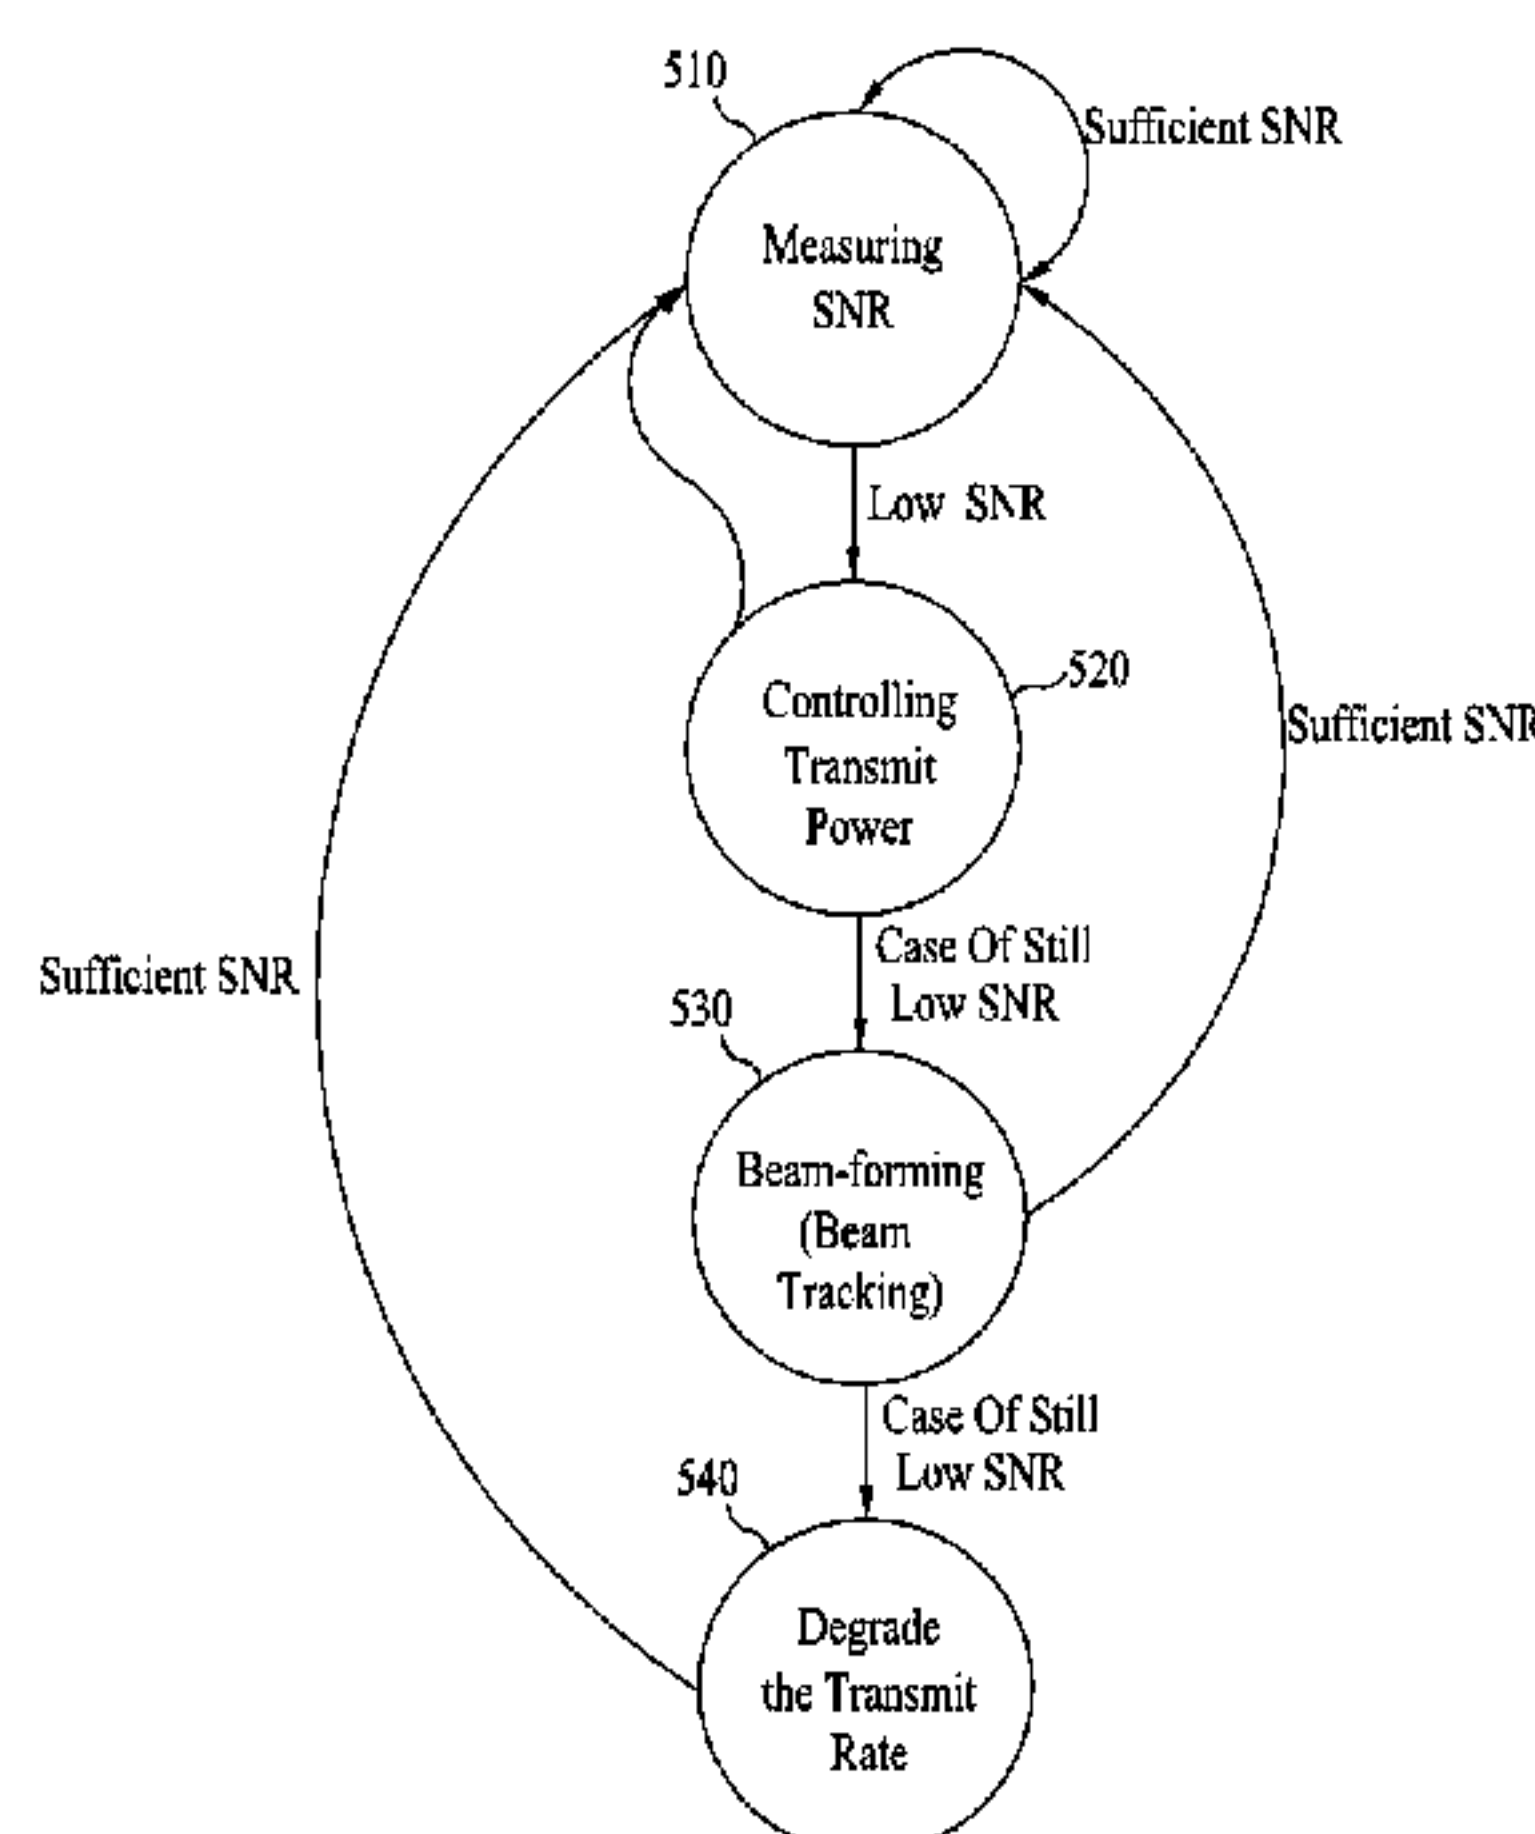 510
Sufficient SNR
Measuring
SNR
Low SNR
520
Controlling
Transmit
Power
Sufficient SNR
Case Of Still
Low SNR
Sufficient SNR
530
Beam-forming
(Beam
Tracking)
Case Of Still
Low SNR
540
Degrade
the Transmit
Rate